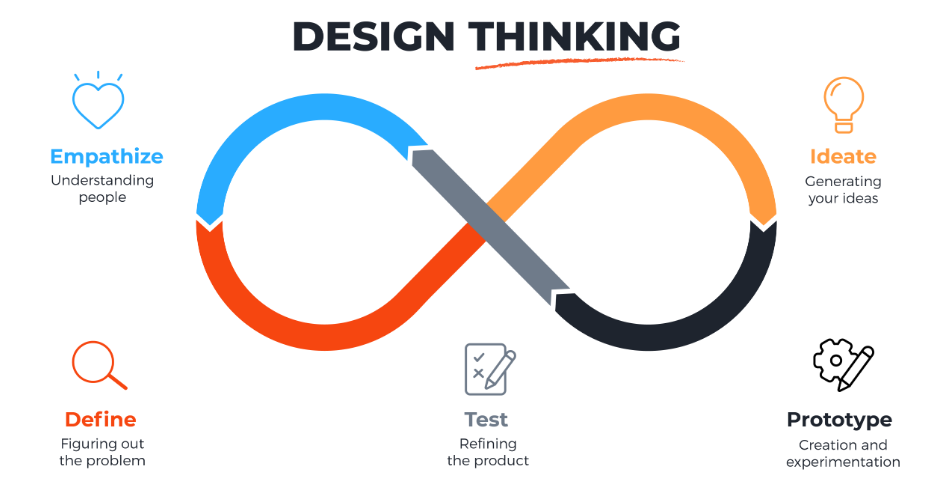 DESIGN THINKING
Empathize
Understanding
people
Ideate
Generating
your ideas
Define
Figuring out
the problem
Test
Refining
the product
Prototype
Creation and
experimentation